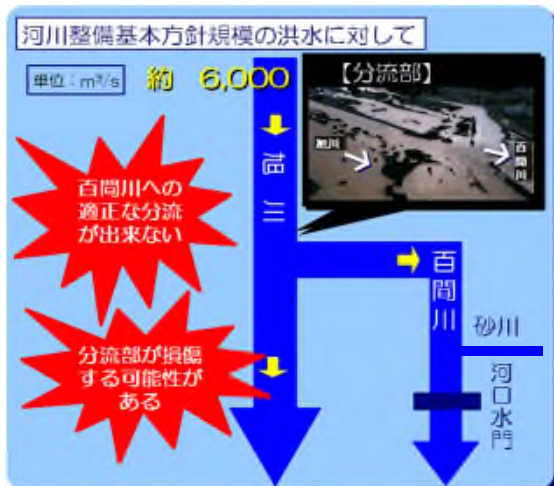 河川整備基本方針規模の洪水に対して
単位：m³/s
約 6,000
【分流部】
旭川
百間川
百間川への
適正な分流
が出来ない
旭川
百間川
砂川
分流部が損傷
する可能性が
ある
河口水門